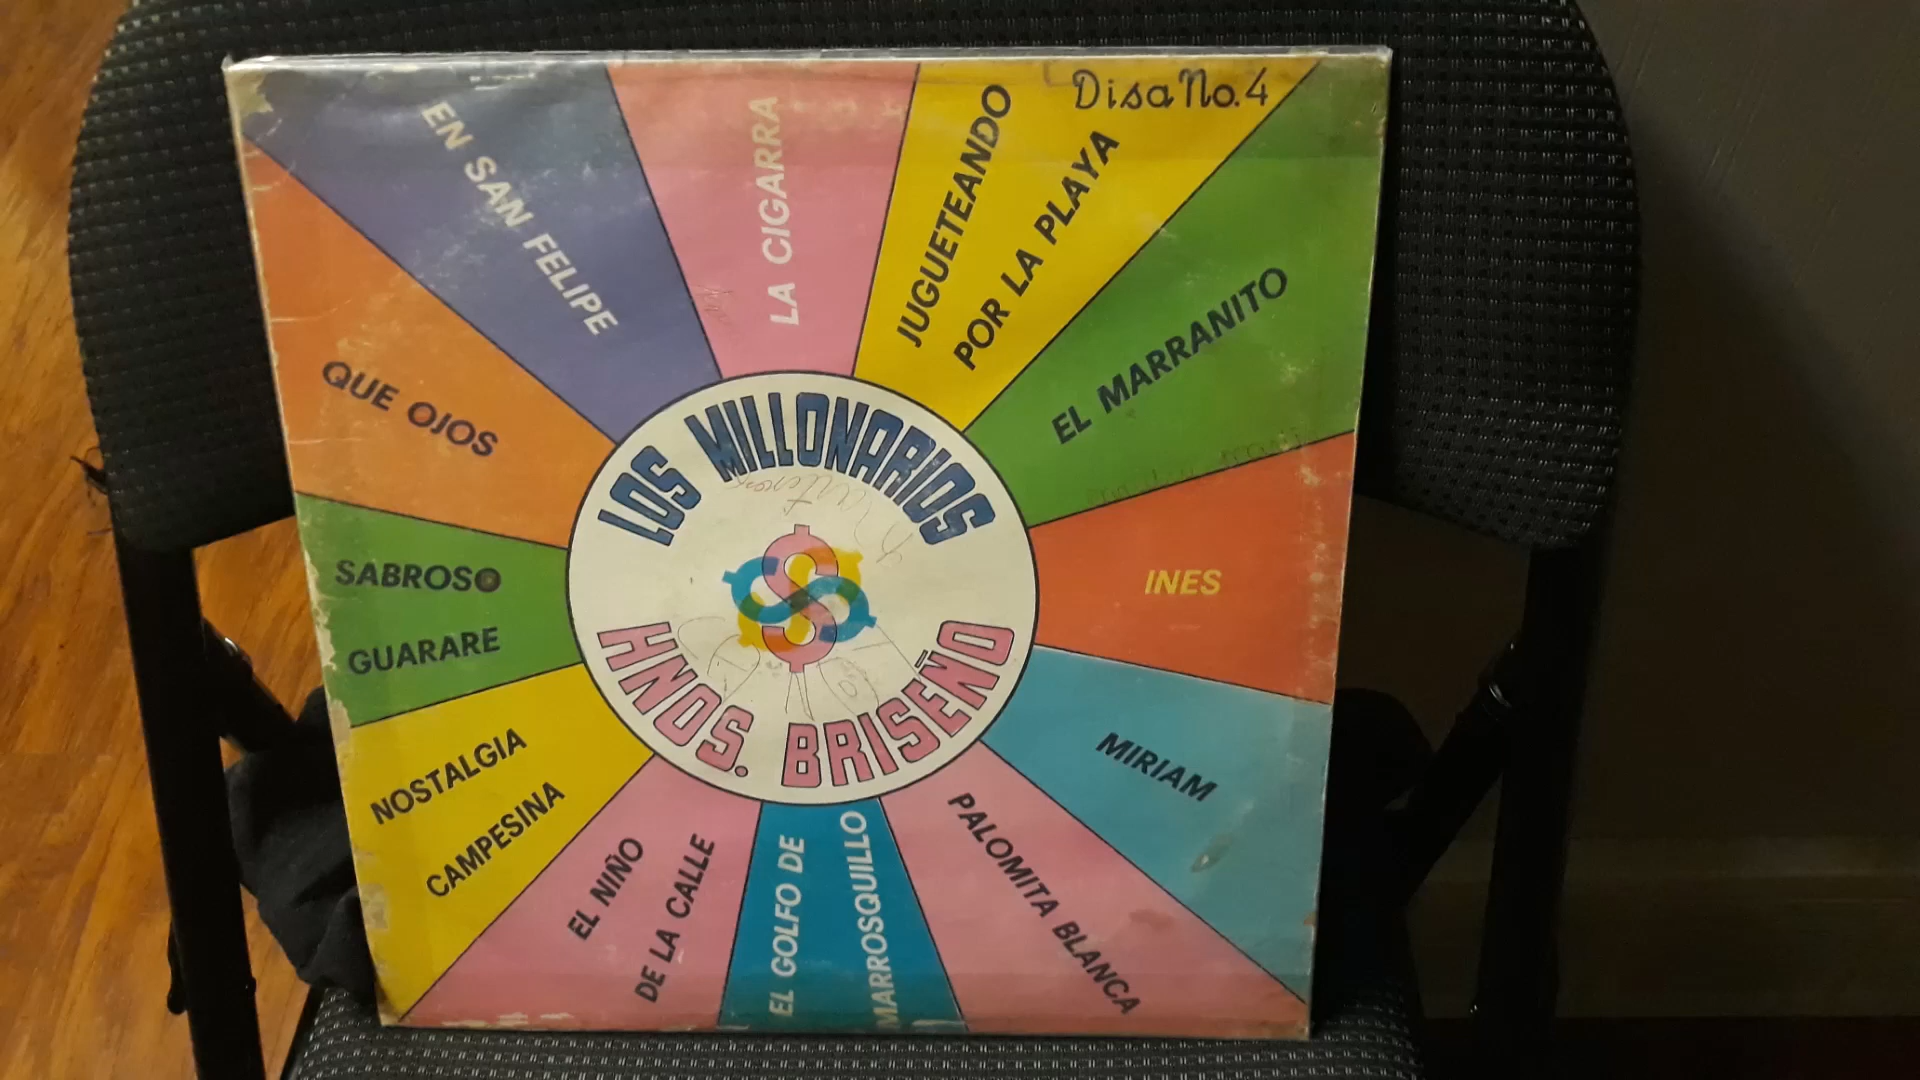 Disa No.4
EN SAN FELIPE
LA CIGARRA
JUGUETEANDO
POR LA PLAYA
EL MARRANITO
INES
MIRIAM
PALOMITA BLANCA
EL GOLFO DE
MARROSQUILLO
EL NIÑO
DE LA CALLE
NOSTALGIA
CAMPESINA
SABROSO
GUARARE
QUE OJOS
LOS MILLONARIOS
HNOS. BRISEÑO